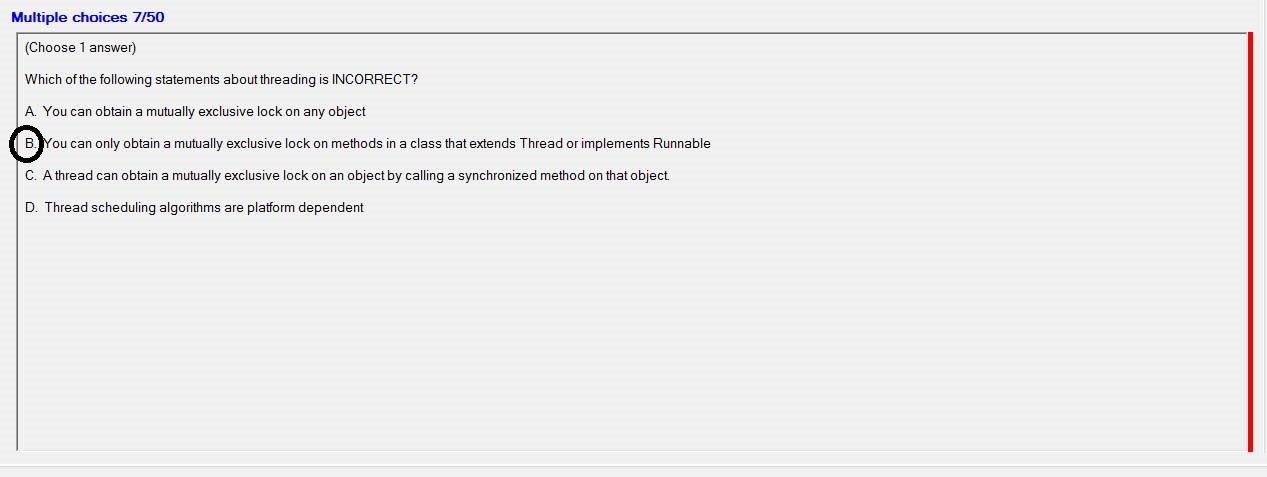 Multiple choices 7/50
(Choose 1 answer)
Which of the following statements about threading is INCORRECT?
A. You can obtain a mutually exclusive lock on any object
B. You can only obtain a mutually exclusive lock on methods in a class that extends Thread or implements Runnable
C. A thread can obtain a mutually exclusive lock on an object by calling a synchronized method on that object.
D. Thread scheduling algorithms are platform dependent